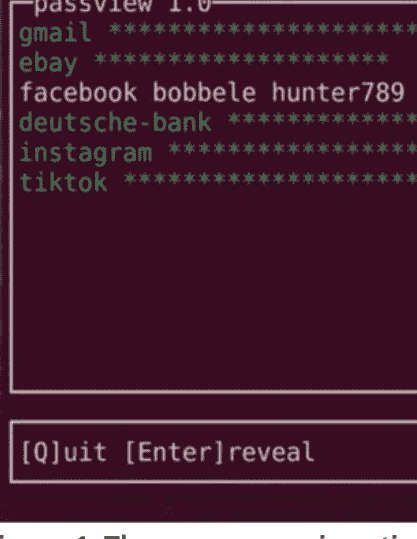 passview 1.0
gmail *********************
ebay ********************
facebook bobbele hunter789
deutsche-bank *************
instagram *****************
tiktok ********************
[Q]uit [Enter]reveal